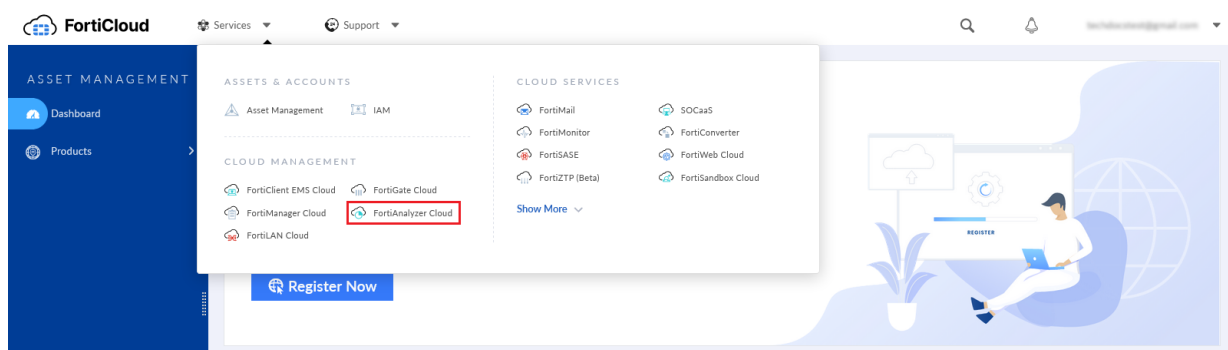 FortiCloud
Services
Support
ASSET MANAGEMENT
Dashboard
Products
ASSETS & ACCOUNTS
Asset Management
IAM
CLOUD MANAGEMENT
FortiClient EMS Cloud
FortiGate Cloud
FortiManager Cloud
FortiAnalyzer Cloud
FortiLAN Cloud
CLOUD SERVICES
FortiMail
SOCaaS
FortiMonitor
FortiConverter
FortiSASE
FortiWeb Cloud
FortiZTP (Beta)
FortiSandbox Cloud
Show More
Register Now
REGISTER